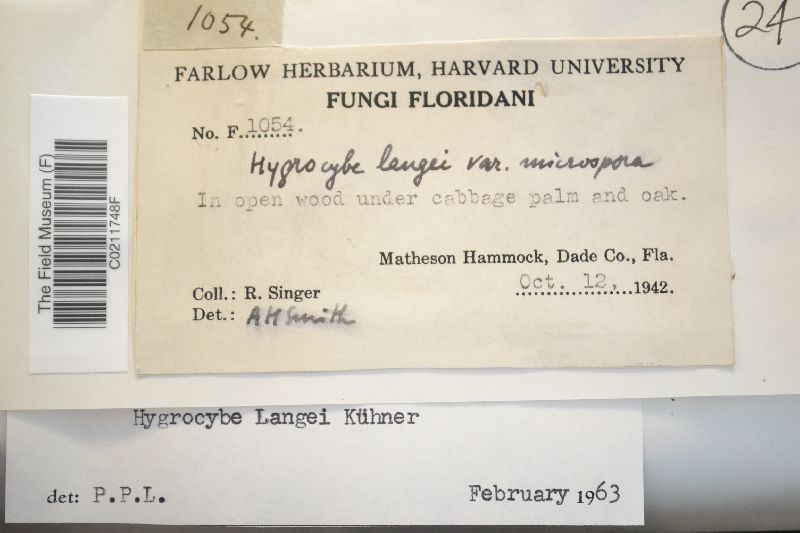 1054.
24
FARLOW HERBARIUM, HARVARD UNIVERSITY
FUNGI FLORIDANI
No. F. 1054.
Hygrocybe langei var. microspora
In open wood under cabbage palm and oak.
Matheson Hammock, Dade Co., Fla.
Oct. 12, 1942.
Coll.: R. Singer
Det.: AHSmith
The Field Museum (F)
C0211748F
Hygrocybe Langei Kühner
det: P.P.L.
February 1963